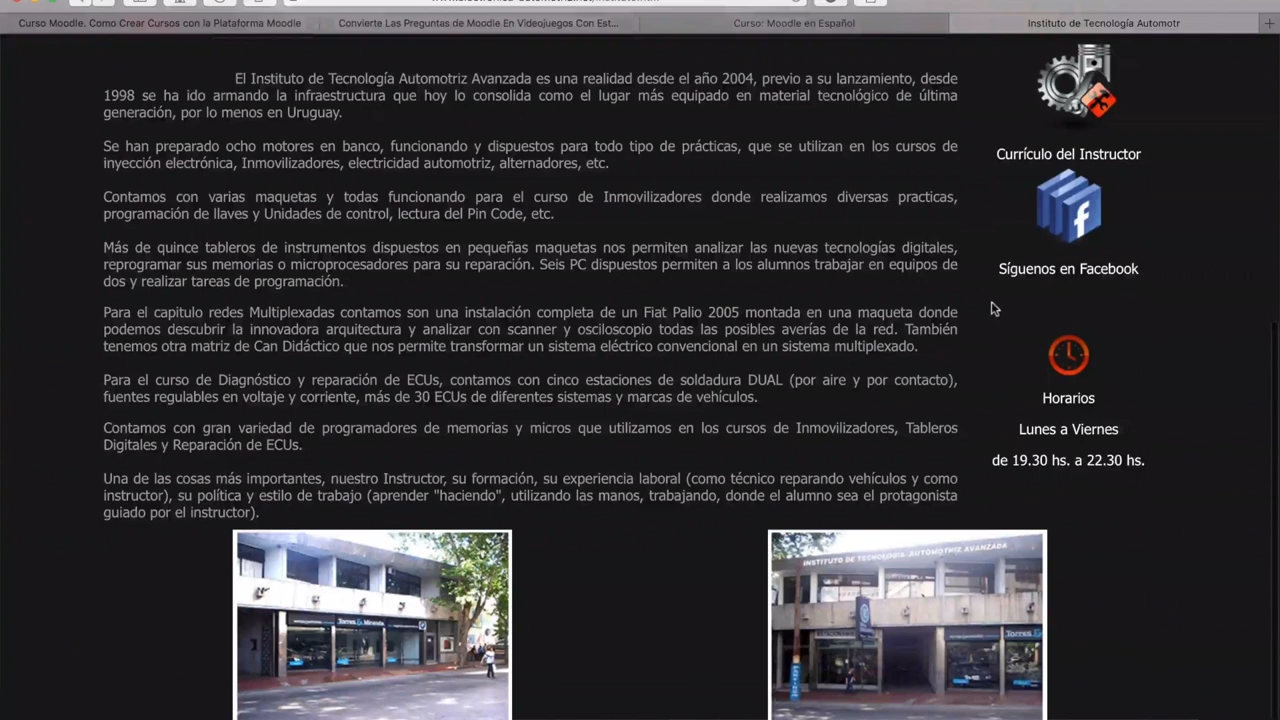 Curso Moodle. Como Crear Cursos con la Plataforma Moodle
Convierte Las Preguntas de Moodle En Videojuegos Con Est...
Curso: Moodle en Español
Instituto de Tecnología Automotr
El Instituto de Tecnología Automotriz Avanzada es una realidad desde el año 2004, previo a su lanzamiento, desde
1998 se ha ido armando la infraestructura que hoy lo consolida como el lugar más equipado en material tecnológico de última
generación, por lo menos en Uruguay.
Se han preparado ocho motores en banco, funcionando y dispuestos para todo tipo de prácticas, que se utilizan en los cursos de
inyección electrónica, Inmovilizadores, electricidad automotriz, alternadores, etc.
Contamos con varias maquetas y todas funcionando para el curso de Inmovilizadores donde realizamos diversas practicas,
programación de llaves y Unidades de control, lectura del Pin Code, etc.
Más de quince tableros de instrumentos dispuestos en pequeñas maquetas nos permiten analizar las nuevas tecnologías digitales,
reprogramar sus memorias o microprocesadores para su reparación. Seis PC dispuestos permiten a los alumnos trabajar en equipos de
dos y realizar tareas de programación.
Para el capitulo redes Multiplexadas contamos son una instalación completa de un Fiat Palio 2005 montada en una maqueta donde
podemos descubrir la innovadora arquitectura y analizar con scanner y osciloscopio todas las posibles averías de la red. También
tenemos otra matriz de Can Didáctico que nos permite transformar un sistema eléctrico convencional en un sistema multiplexado.
Para el curso de Diagnóstico y reparación de ECUs, contamos con cinco estaciones de soldadura DUAL (por aire y por contacto),
fuentes regulables en voltaje y corriente, más de 30 ECUs de diferentes sistemas y marcas de vehículos.
Contamos con gran variedad de programadores de memorias y micros que utilizamos en los cursos de Inmovilizadores, Tableros
Digitales y Reparación de ECUs.
Una de las cosas más importantes, nuestro Instructor, su formación, su experiencia laboral (como técnico reparando vehículos y como
instructor), su política y estilo de trabajo (aprender "haciendo", utilizando las manos, trabajando, donde el alumno sea el protagonista
guiado por el instructor).
Currículo del Instructor
f
Síguenos en Facebook
Horarios
Lunes a Viernes
de 19.30 hs. a 22.30 hs.
Torres Miranda
INSTITUTO DE TECNOLOGIA AUTOMOTRIZ AVANZADA
Torres